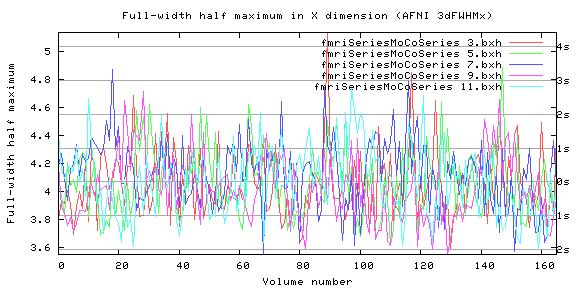 Full-width half maximum in X dimension (AFNI 3dFWHMx)
fmriSeriesMoCoSeries 3.bxh
fmriSeriesMoCoSeries 5.bxh
fmriSeriesMoCoSeries 7.bxh
fmriSeriesMoCoSeries 9.bxh
fmriSeriesMoCoSeries 11.bxh
Full-width half maximum
5
4.8
4.6
4.4
4.2
4
3.8
3.6
4s
3s
2s
1s
0s
1s
2s
0 20 40 60 80 100 120 140 160
Volume number